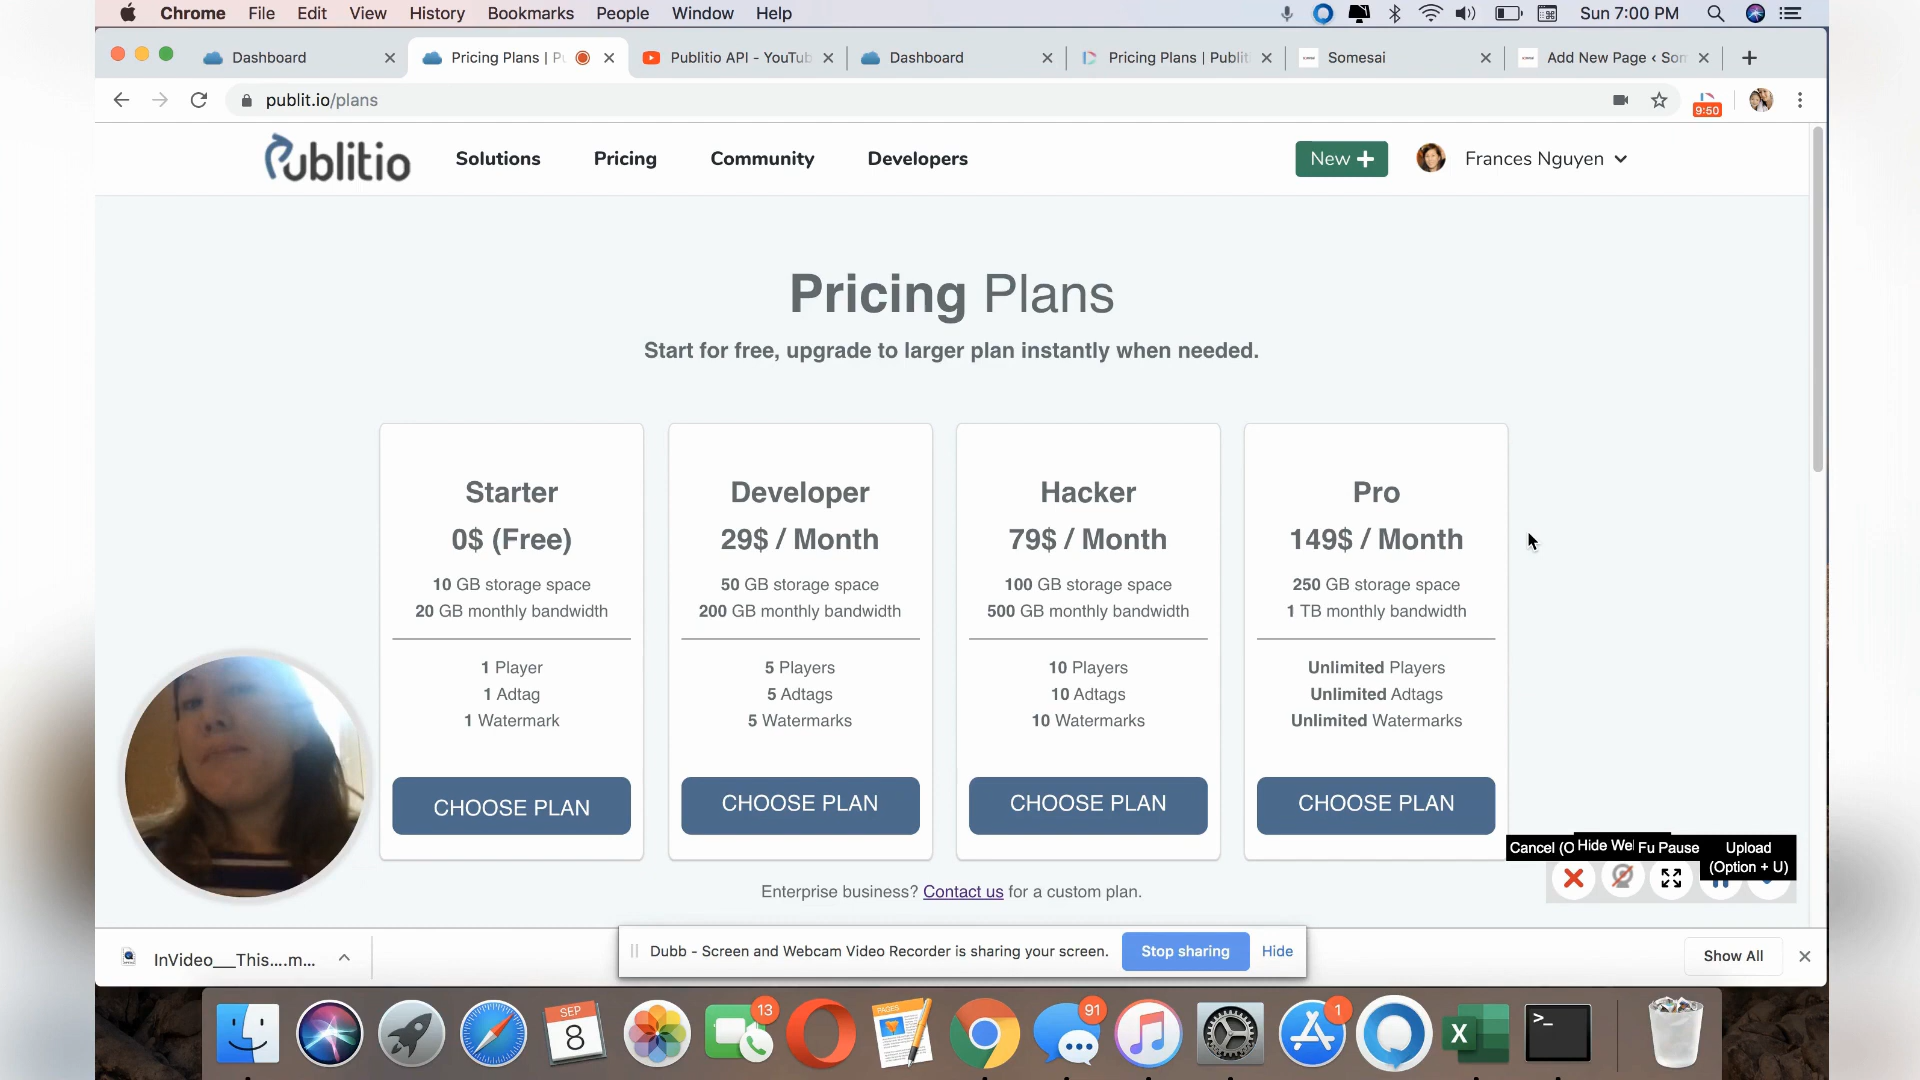 Chrome File Edit View History Bookmarks People Window Help
Sun 7:00 PM
Dashboard
Pricing Plans | Pu
Publitio API - YouTub
Dashboard
Pricing Plans | Publit
Somesai
Add New Page ‹ Som
publit.io/plans
9:50
Publitio
Solutions
Pricing
Community
Developers
New +
Frances Nguyen
Pricing Plans
Start for free, upgrade to larger plan instantly when needed.
Starter
0$ (Free)
10 GB storage space
20 GB monthly bandwidth
1 Player
1 Adtag
1 Watermark
CHOOSE PLAN
Developer
29$ / Month
50 GB storage space
200 GB monthly bandwidth
5 Players
5 Adtags
5 Watermarks
CHOOSE PLAN
Hacker
79$ / Month
100 GB storage space
500 GB monthly bandwidth
10 Players
10 Adtags
10 Watermarks
CHOOSE PLAN
Pro
149$ / Month
250 GB storage space
1 TB monthly bandwidth
Unlimited Players
Unlimited Adtags
Unlimited Watermarks
CHOOSE PLAN
Cancel (O
Hide Wel
Fu
Pause
Upload
(Option + U)
Enterprise business? Contact us for a custom plan.
InVideo___This....m...
Dubb - Screen and Webcam Video Recorder is sharing your screen.
Stop sharing
Hide
Show All
SEP
8
13
PAGES
91
1
X
>_